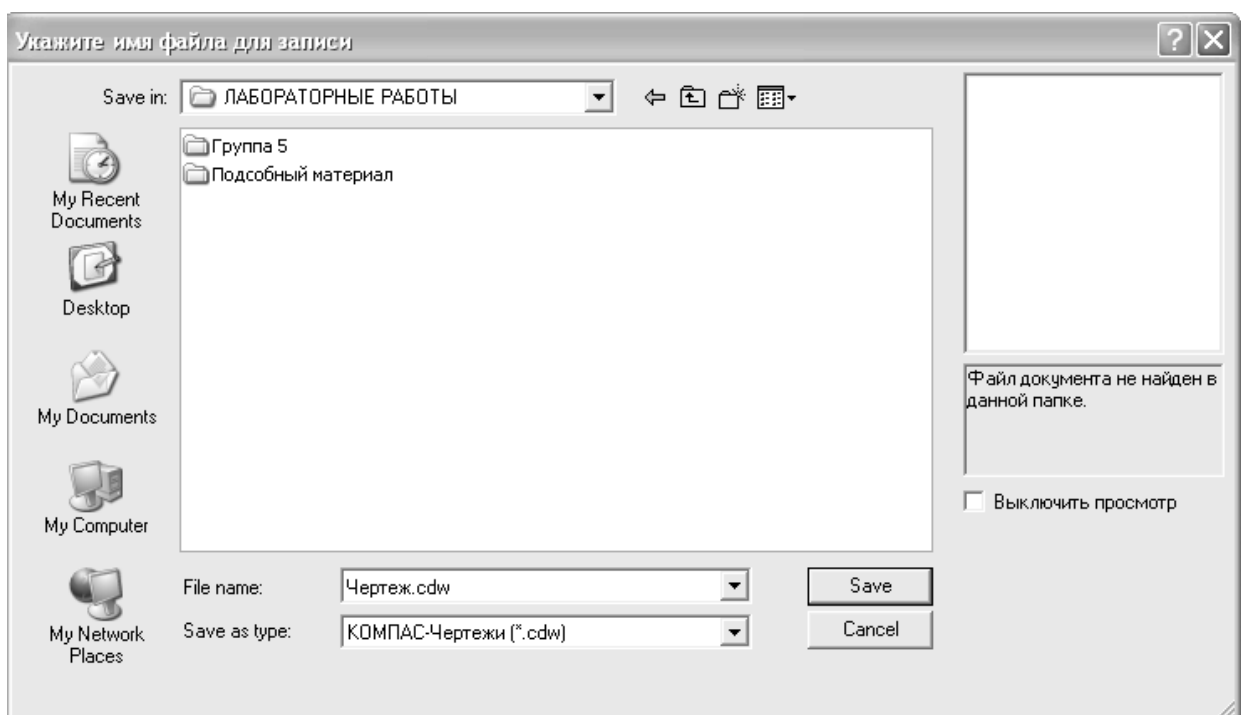 Укажите имя файла для записи
Save in:
ЛАБОРАТОРНЫЕ РАБОТЫ
Группа 5
Подсобный материал
My Recent
Documents
Desktop
My Documents
My Computer
My Network
Places
Файл документа не найден в
данной папке.
Выключить просмотр
File name:
Чертеж.cdw
Save
Save as type:
КОМПАС-Чертежи (*.cdw)
Cancel